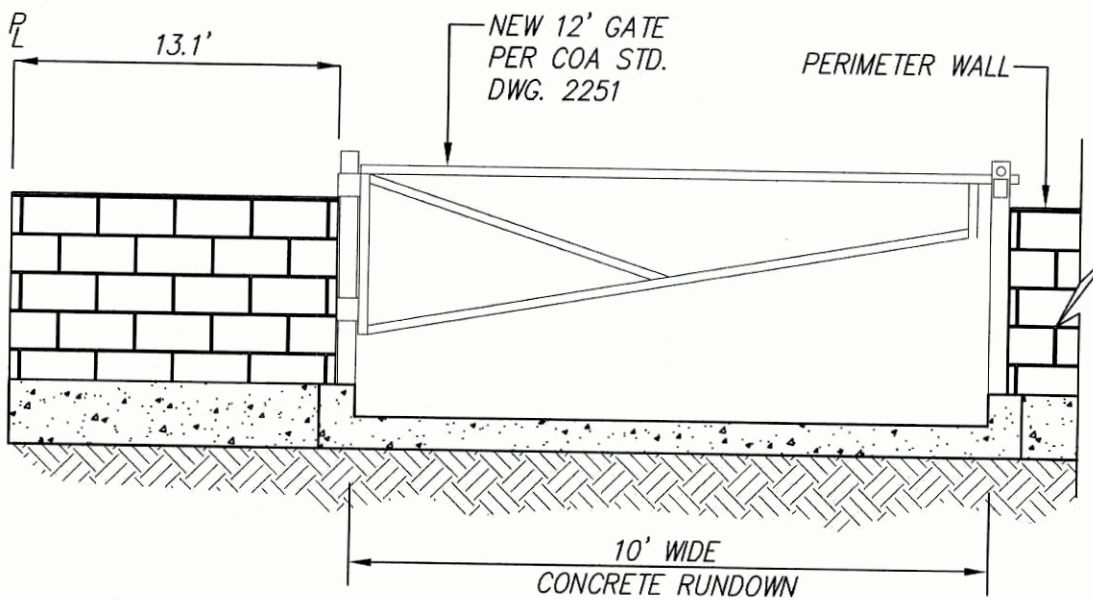 PL
13.1'
NEW 12' GATE
PER COA STD.
DWG. 2251
PERIMETER WALL
10' WIDE
CONCRETE RUNDOWN